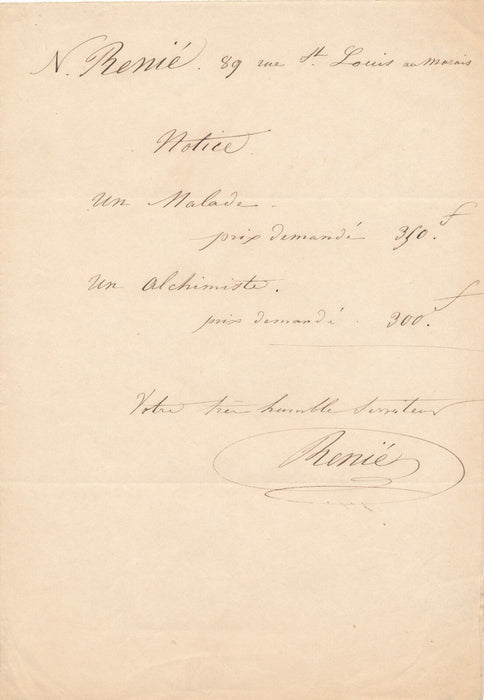 N. Renié. 89 rue St. Louis au marais
Notice
Un Malade.
prix demandé 350.f
Un Alchimiste.
prix demandé. 300.f
Votre très humble Serviteur
Renié